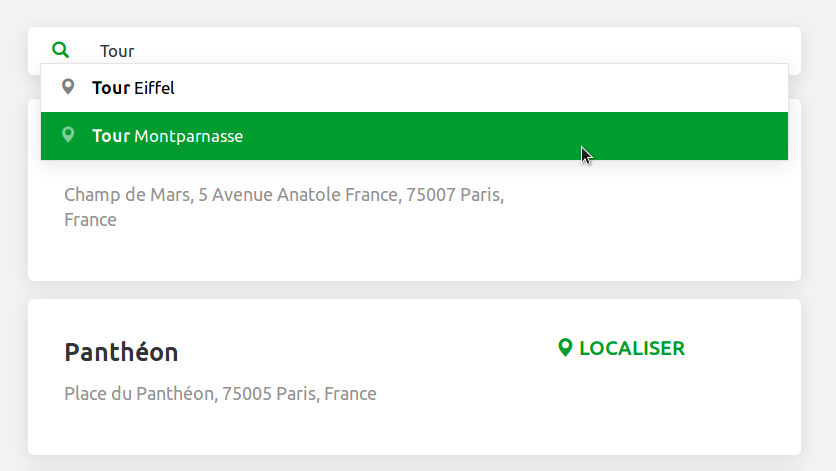 Tour
Tour Eiffel
Tour Montparnasse
Champ de Mars, 5 Avenue Anatole France, 75007 Paris,
France
Panthéon
LOCALISER
Place du Panthéon, 75005 Paris, France